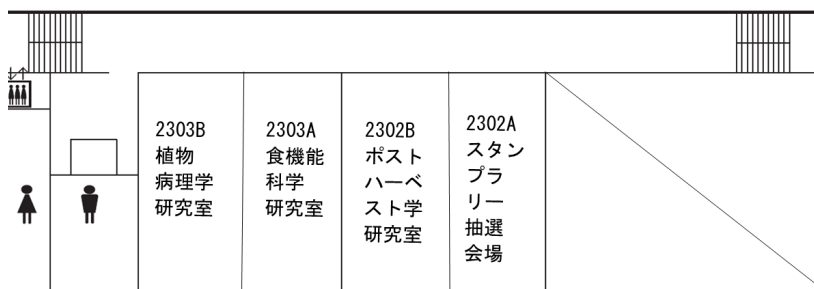 2303B
植物
病理学
研究室
2303A
食機能
科学
研究室
2302B
ポスト
ハーベ
スト学
研究室
2302A
スタン
プラ
リー
抽選
会場